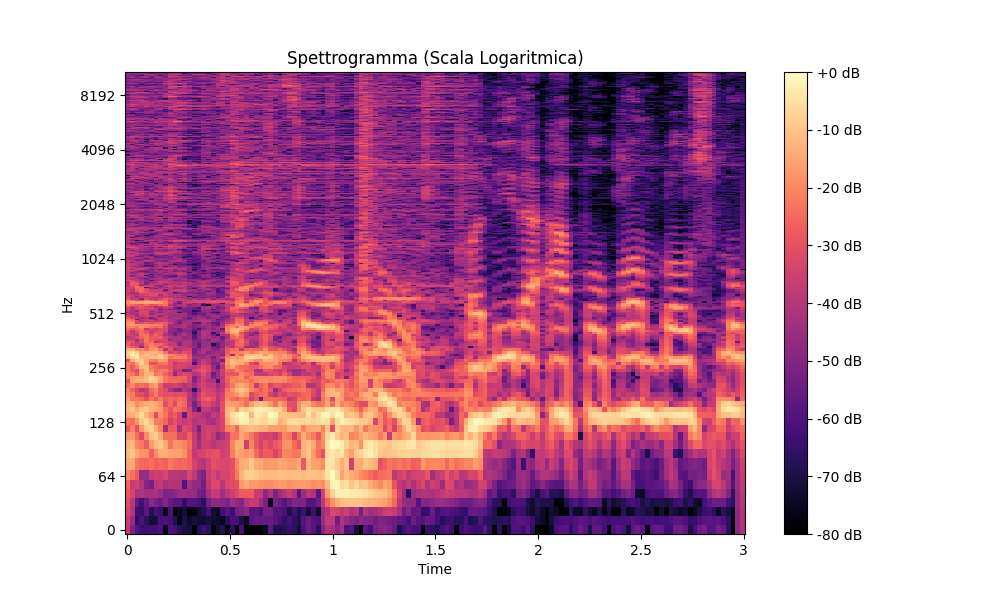 Spettrogramma (Scala Logaritmica)
8192
4096
2048
1024
512
256
128
64
0
Hz
0
0.5
1
1.5
2
2.5
3
Time
+0 dB
-10 dB
-20 dB
-30 dB
-40 dB
-50 dB
-60 dB
-70 dB
-80 dB